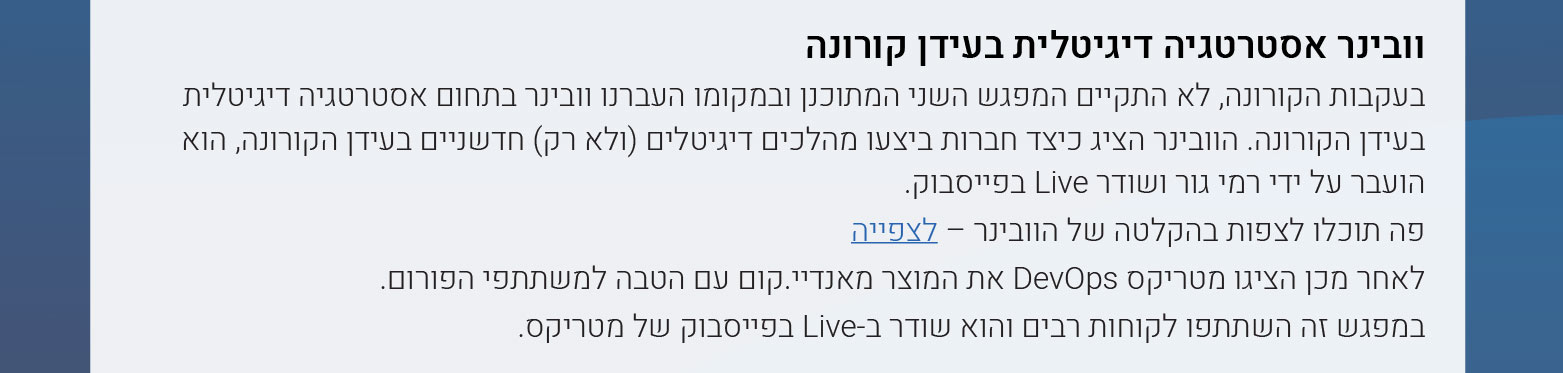 וובינר אסטרטגיה דיגיטלית בעידן קורונה
בעקבות הקורונה, לא התקיים המפגש השני המתוכנן ובמקומו העברנו וובינר בתחום אסטרטגיה דיגיטלית
בעידן הקורונה. הוובינר הציג כיצד חברות ביצעו מהלכים דיגיטלים (ולא רק) חדשניים בעידן הקורונה, הוא
הועבר על ידי רמי גור ושודר Live בפייסבוק.
פה תוכלו לצפות בהקלטה של הוובינר – לצפייה
לאחר מכן הציגו מטריקס DevOps את המוצר מאנדיי.קום עם הטבה למשתתפי הפורום.
במפגש זה השתתפו לקוחות רבים והוא שודר ב-Live בפייסבוק של מטריקס.